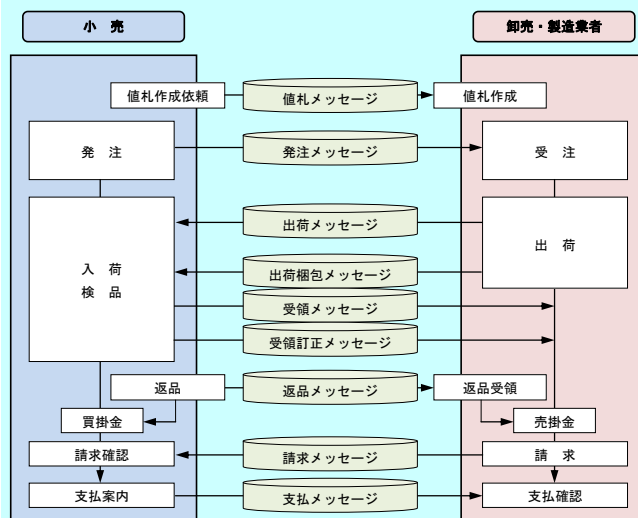 小 売
卸売・製造業者
値札作成依頼
値札メッセージ
値札作成
発 注
発注メッセージ
受 注
出荷メッセージ
出 荷
入 荷
検 品
出荷梱包メッセージ
受領メッセージ
受領訂正メッセージ
返品
返品メッセージ
返品受領
買掛金
売掛金
請求確認
請求メッセージ
請 求
支払案内
支払メッセージ
支払確認